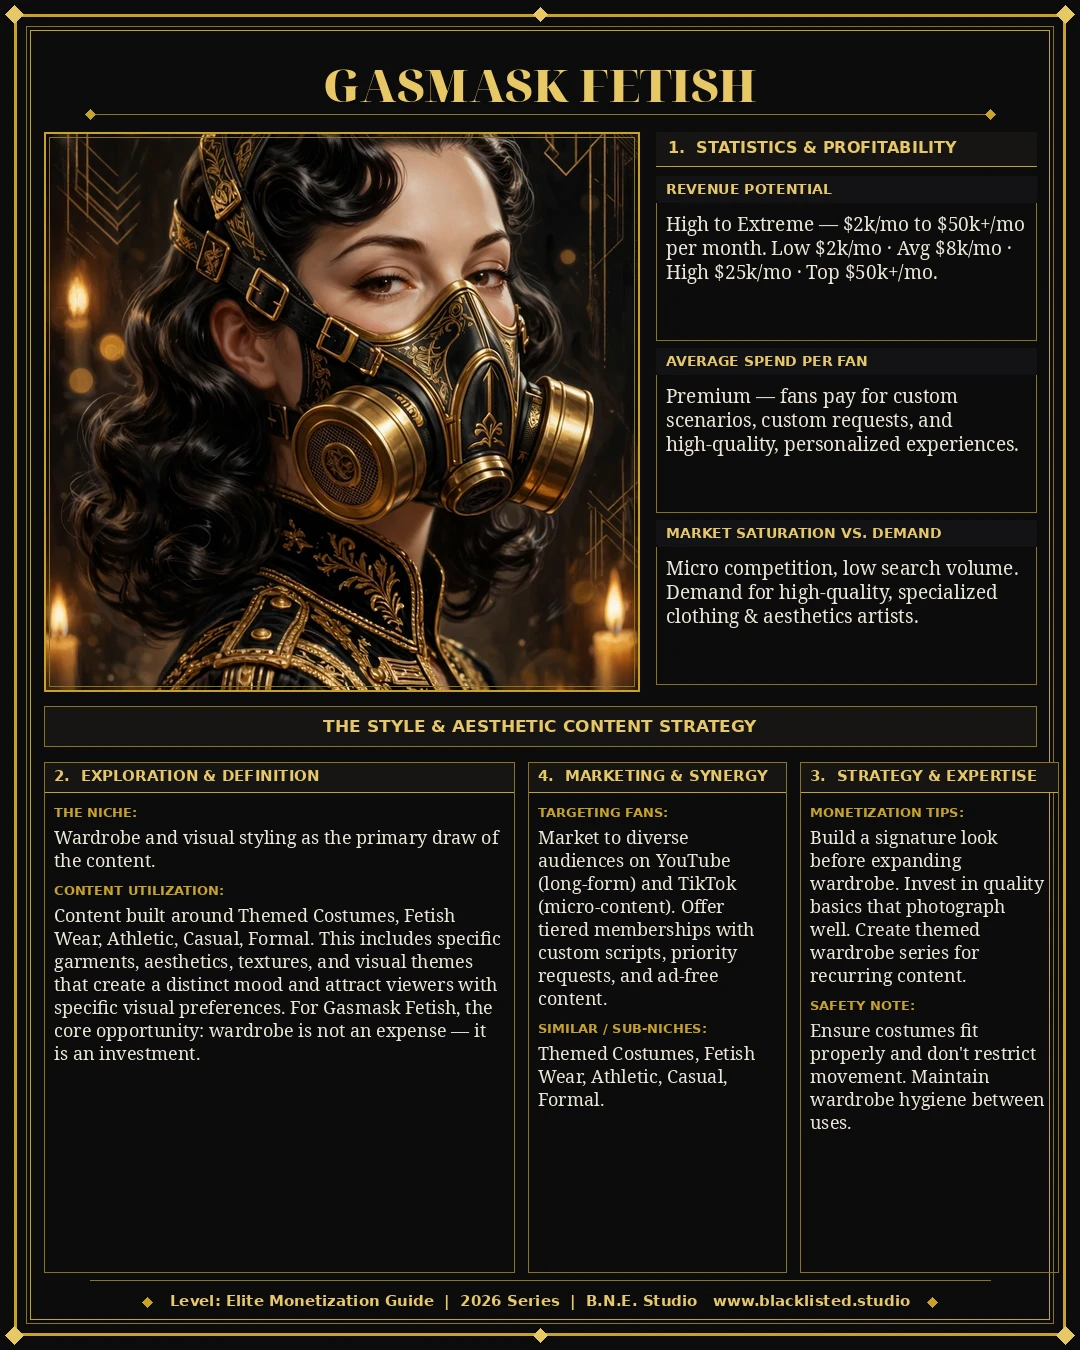 GASMASK FETISH
1. STATISTICS & PROFITABILITY
REVENUE POTENTIAL
High to Extreme — $2k/mo to $50k+/mo
per month. Low $2k/mo · Avg $8k/mo ·
High $25k/mo · Top $50k+/mo.
AVERAGE SPEND PER FAN
Premium — fans pay for custom
scenarios, custom requests, and
high-quality, personalized experiences.
MARKET SATURATION VS. DEMAND
Micro competition, low search volume.
Demand for high-quality, specialized
clothing & aesthetics artists.
THE STYLE & AESTHETIC CONTENT STRATEGY
2. EXPLORATION & DEFINITION
THE NICHE:
Wardrobe and visual styling as the primary draw of
the content.
CONTENT UTILIZATION:
Content built around Themed Costumes, Fetish
Wear, Athletic, Casual, Formal. This includes specific
garments, aesthetics, textures, and visual themes
that create a distinct mood and attract viewers with
specific visual preferences. For Gasmask Fetish, the
core opportunity: wardrobe is not an expense — it
is an investment.
4. MARKETING & SYNERGY
TARGETING FANS:
Market to diverse
audiences on YouTube
(long-form) and TikTok
(micro-content). Offer
tiered memberships with
custom scripts, priority
requests, and ad-free
content.
SIMILAR / SUB-NICHES:
Themed Costumes, Fetish
Wear, Athletic, Casual,
Formal.
3. STRATEGY & EXPERTISE
MONETIZATION TIPS:
Build a signature look
before expanding
wardrobe. Invest in quality
basics that photograph
well. Create themed
wardrobe series for
recurring content.
SAFETY NOTE:
Ensure costumes fit
properly and don't restrict
movement. Maintain
wardrobe hygiene between
uses.
Level: Elite Monetization Guide | 2026 Series | B.N.E. Studio www.blacklisted.studio